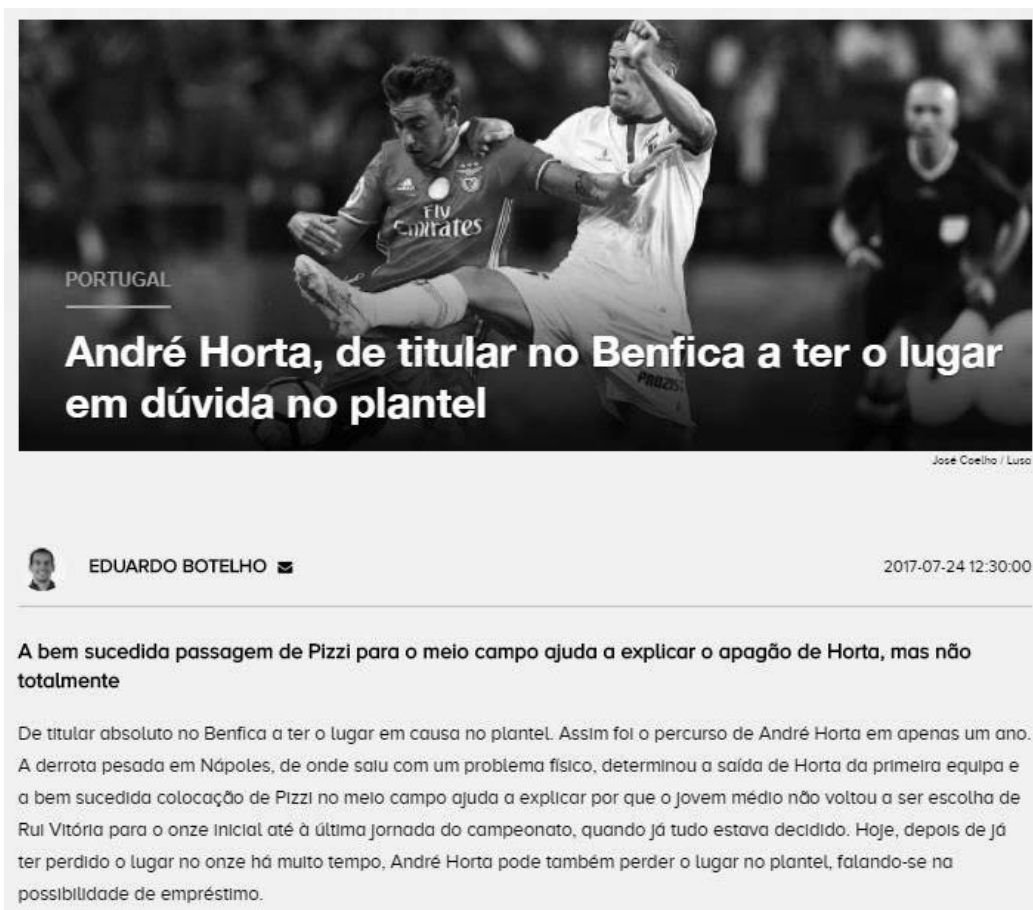 FLY
Emirates
PROZIS
PORTUGAL
André Horta, de titular no Benfica a ter o lugar
em dúvida no plantel
José Coelho / Lusa
EDUARDO BOTELHO
2017-07-24 12:30:00
A bem sucedida passagem de Pizzi para o meio campo ajuda a explicar o apagão de Horta, mas não
totalmente
De titular absoluto no Benfica a ter o lugar em causa no plantel. Assim foi o percurso de André Horta em apenas um ano.
A derrota pesada em Nápoles, de onde saiu com um problema físico, determinou a saída de Horta da primeira equipa e
a bem sucedida colocação de Pizzi no meio campo ajuda a explicar por que o jovem médio não voltou a ser escolha de
Rui Vitória para o onze inicial até à última jornada do campeonato, quando já tudo estava decidido. Hoje, depois de já
ter perdido o lugar no onze há muito tempo, André Horta pode também perder o lugar no plantel, falando-se na
possibilidade de empréstimo.